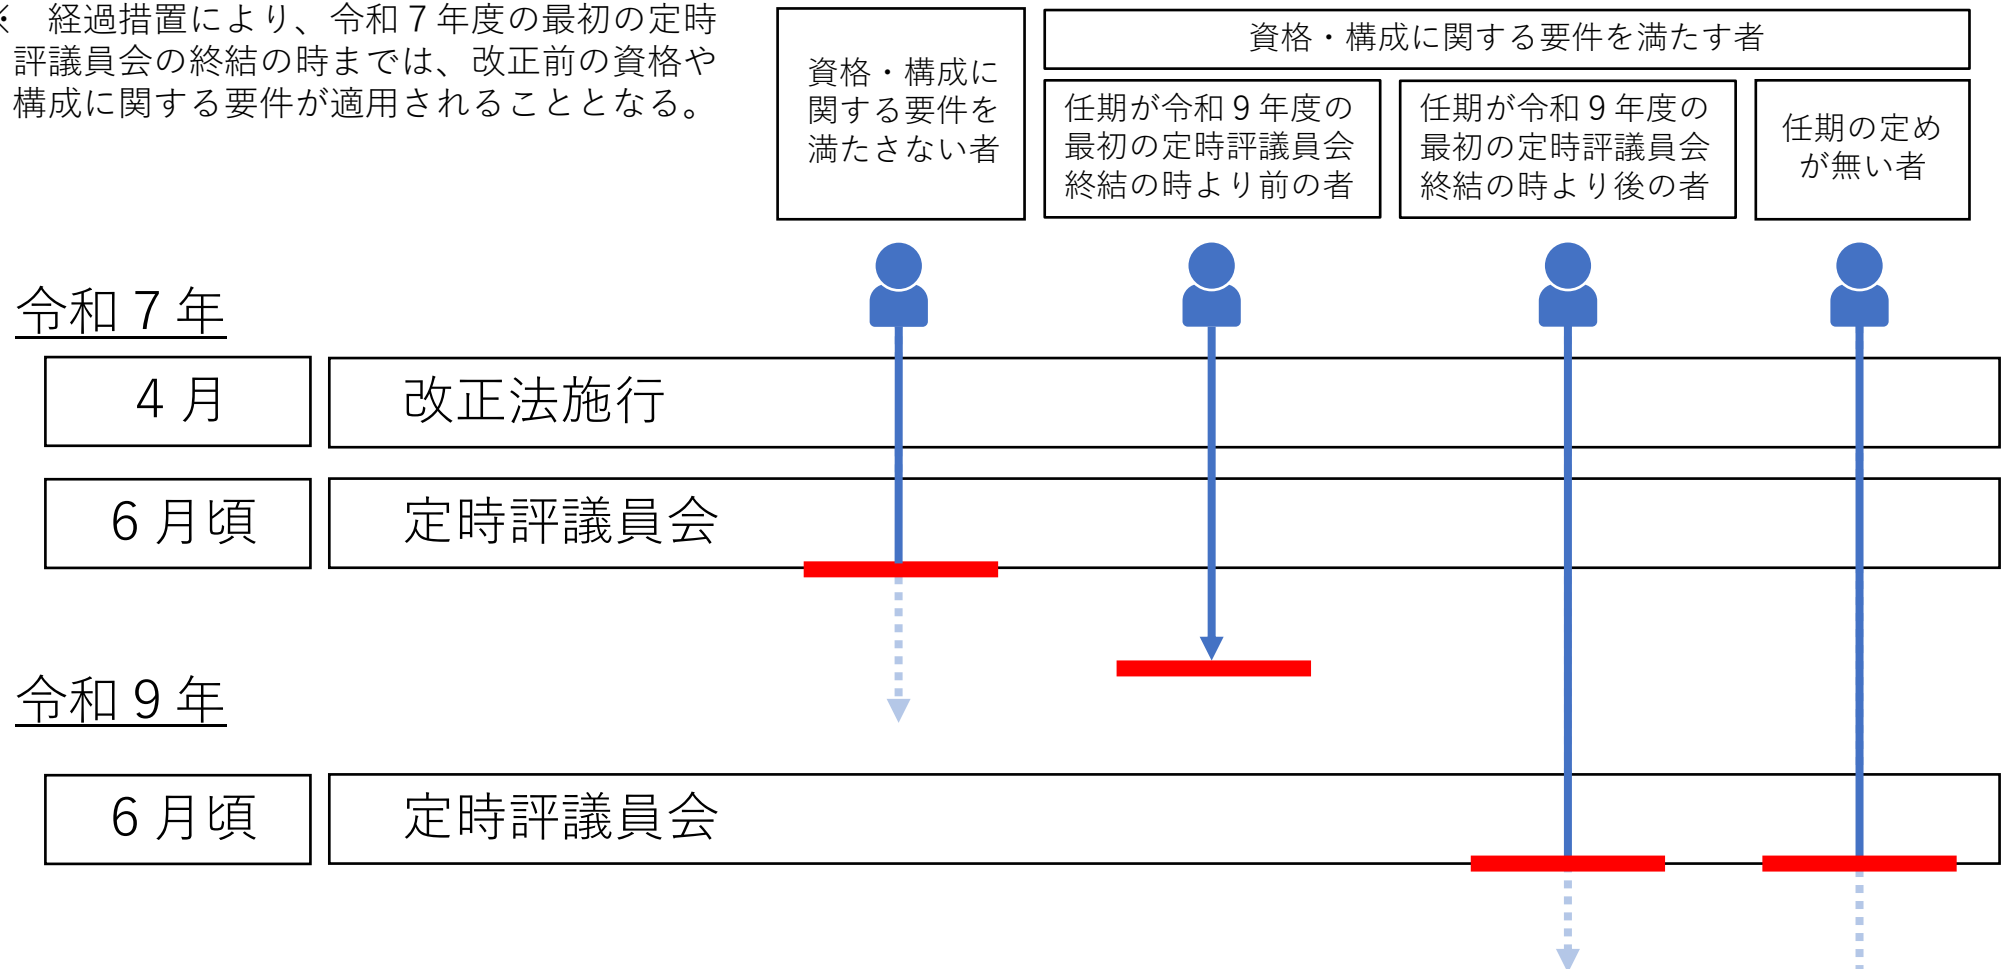 ※　経過措置により、令和７年度の最初の定時
評議員会の終結の時までは、改正前の資格や
構成に関する要件が適用されることとなる。
資格・構成に
関する要件を
満たさない者
資格・構成に関する要件を満たす者
任期が令和９年度の
最初の定時評議員会
終結の時より前の者
任期が令和９年度の
最初の定時評議員会
終結の時より後の者
任期の定め
が無い者
令和７年
４月
改正法施行
６月頃
定時評議員会
令和９年
６月頃
定時評議員会